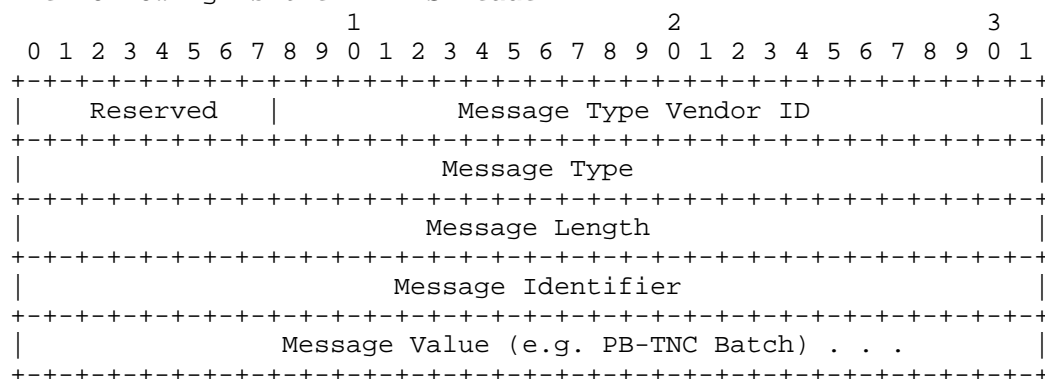 1                   2                   3
 0 1 2 3 4 5 6 7 8 9 0 1 2 3 4 5 6 7 8 9 0 1 2 3 4 5 6 7 8 9 0 1
+-+-+-+-+-+-+-+-+-+-+-+-+-+-+-+-+-+-+-+-+-+-+-+-+-+-+-+-+-+-+-+-+
|    Reserved   |           Message Type Vendor ID              |
+-+-+-+-+-+-+-+-+-+-+-+-+-+-+-+-+-+-+-+-+-+-+-+-+-+-+-+-+-+-+-+-+
|                          Message Type                         |
+-+-+-+-+-+-+-+-+-+-+-+-+-+-+-+-+-+-+-+-+-+-+-+-+-+-+-+-+-+-+-+-+
|                         Message Length                        |
+-+-+-+-+-+-+-+-+-+-+-+-+-+-+-+-+-+-+-+-+-+-+-+-+-+-+-+-+-+-+-+-+
|                       Message Identifier                      |
+-+-+-+-+-+-+-+-+-+-+-+-+-+-+-+-+-+-+-+-+-+-+-+-+-+-+-+-+-+-+-+-+
|                Message Value (e.g. PB-TNC Batch) . . .        |
+-+-+-+-+-+-+-+-+-+-+-+-+-+-+-+-+-+-+-+-+-+-+-+-+-+-+-+-+-+-+-+-+